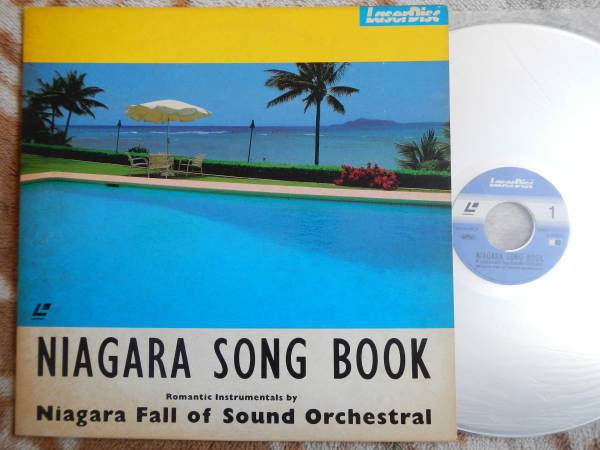 LaserDisc
NIAGARA SONG BOOK
Romantic Instrumentals by
Niagara Fall of Sound Orchestral
LaserDisc
1
NIAGARA SONG BOOK